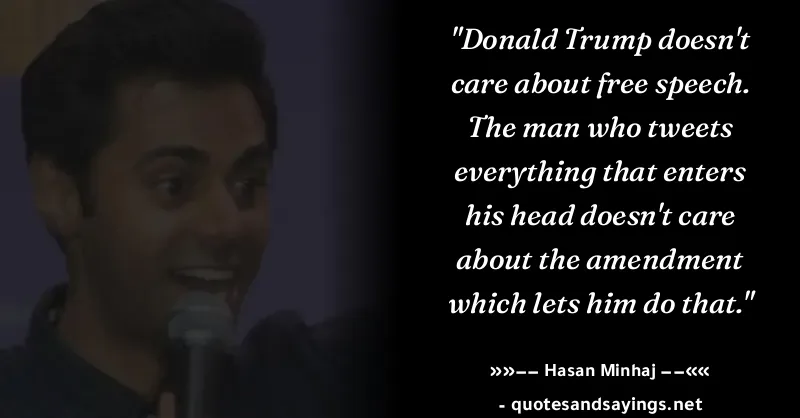 "Donald Trump doesn't
care about free speech.
The man who tweets
everything that enters
his head doesn't care
about the amendment
which lets him do that."
»»−− Hasan Minhaj −−««
- quotesandsayings.net